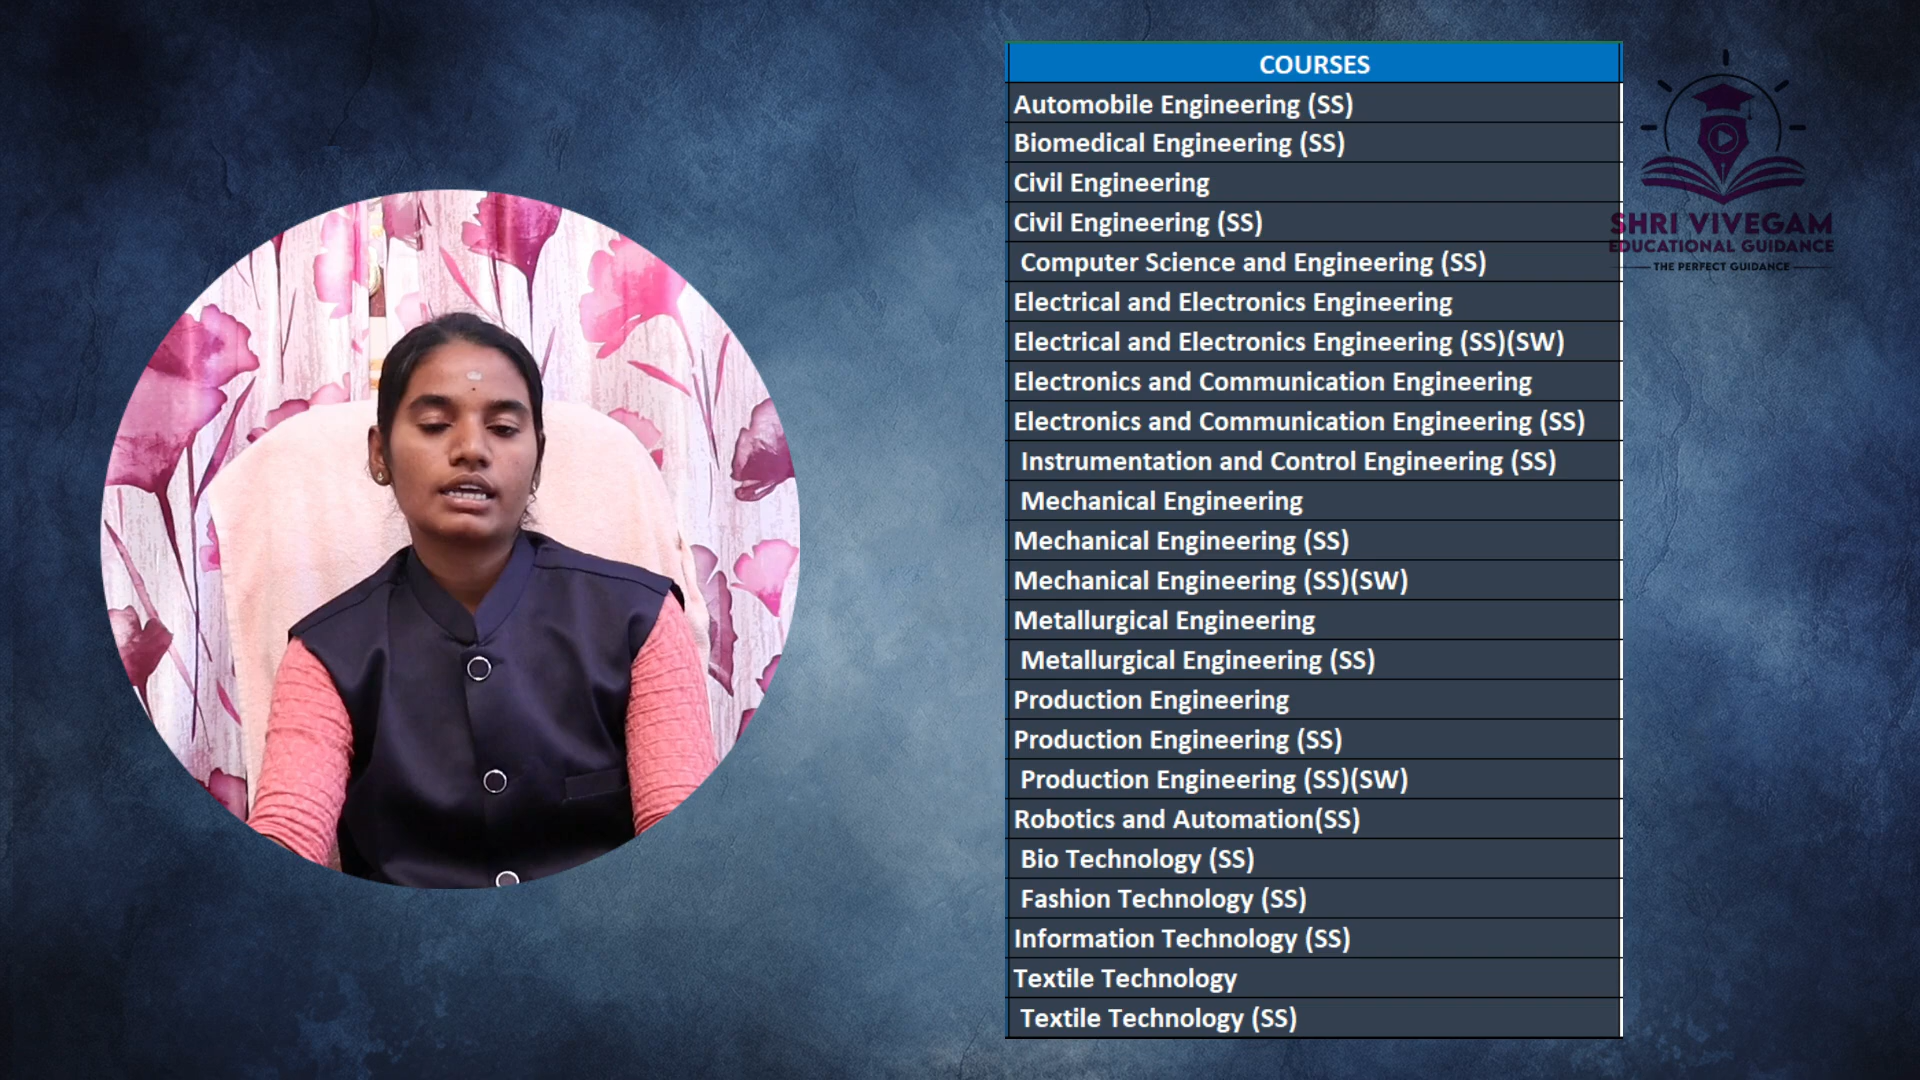 COURSES
Automobile Engineering (SS)
Biomedical Engineering (SS)
Civil Engineering
Civil Engineering (SS)
Computer Science and Engineering (SS)
Electrical and Electronics Engineering
Electrical and Electronics Engineering (SS)(SW)
Electronics and Communication Engineering
Electronics and Communication Engineering (SS)
Instrumentation and Control Engineering (SS)
Mechanical Engineering
Mechanical Engineering (SS)
Mechanical Engineering (SS)(SW)
Metallurgical Engineering
Metallurgical Engineering (SS)
Production Engineering
Production Engineering (SS)
Production Engineering (SS)(SW)
Robotics and Automation(SS)
Bio Technology (SS)
Fashion Technology (SS)
Information Technology (SS)
Textile Technology
Textile Technology (SS)
SHRI VIVEGAM
EDUCATIONAL GUIDANCE
THE PERFECT GUIDANCE